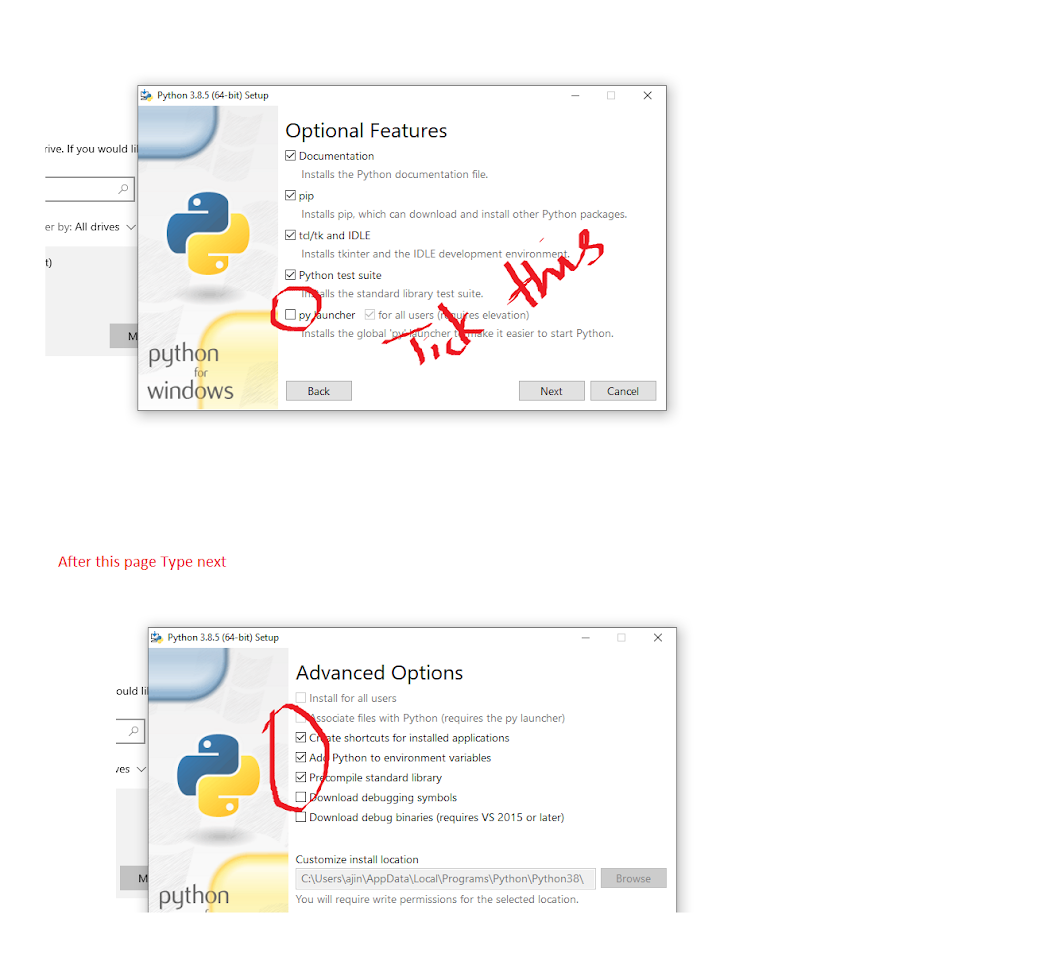 Python 3.8.5 (64-bit) Setup
Optional Features
Documentation
Installs the Python documentation file.
rive. If you would li
pip
Installs pip, which can download and install other Python packages.
er by: All drives
tcl/tk and IDLE
Installs tkinter and the IDLE development environment.
t)
Python test suite
Installs the standard library test suite.
py launcher for all users (requires elevation)
Installs the global 'py' launcher to make it easier to start Python.
Tick this
M
python
for
windows
Back Next Cancel
After this page Type next
Python 3.8.5 (64-bit) Setup
Advanced Options
ould li
Install for all users
Associate files with Python (requires the py launcher)
Create shortcuts for installed applications
Add Python to environment variables
ves
Precompile standard library
Download debugging symbols
Download debug binaries (requires VS 2015 or later)
Customize install location
M
C:\Users\ajin\AppData\Local\Programs\Python\Python38\ Browse
You will require write permissions for the selected location.
python